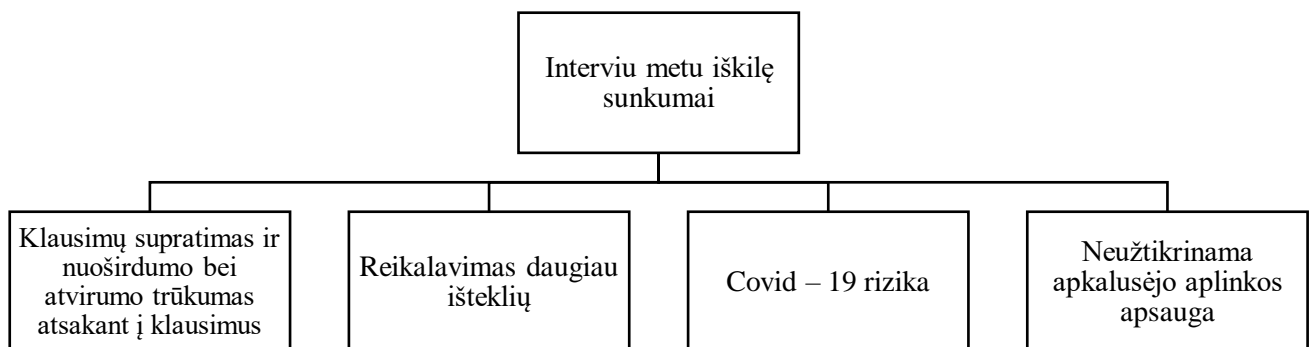 Interviu metu iškilę
sunkumai
Klausimų supratimas ir
nuoširdumo bei
atvirumo trūkumas
atsakant į klausimus
Reikalavimas daugiau
išteklių
Covid – 19 rizika
Neužtikrinama
apkalusėjo aplinkos
apsauga